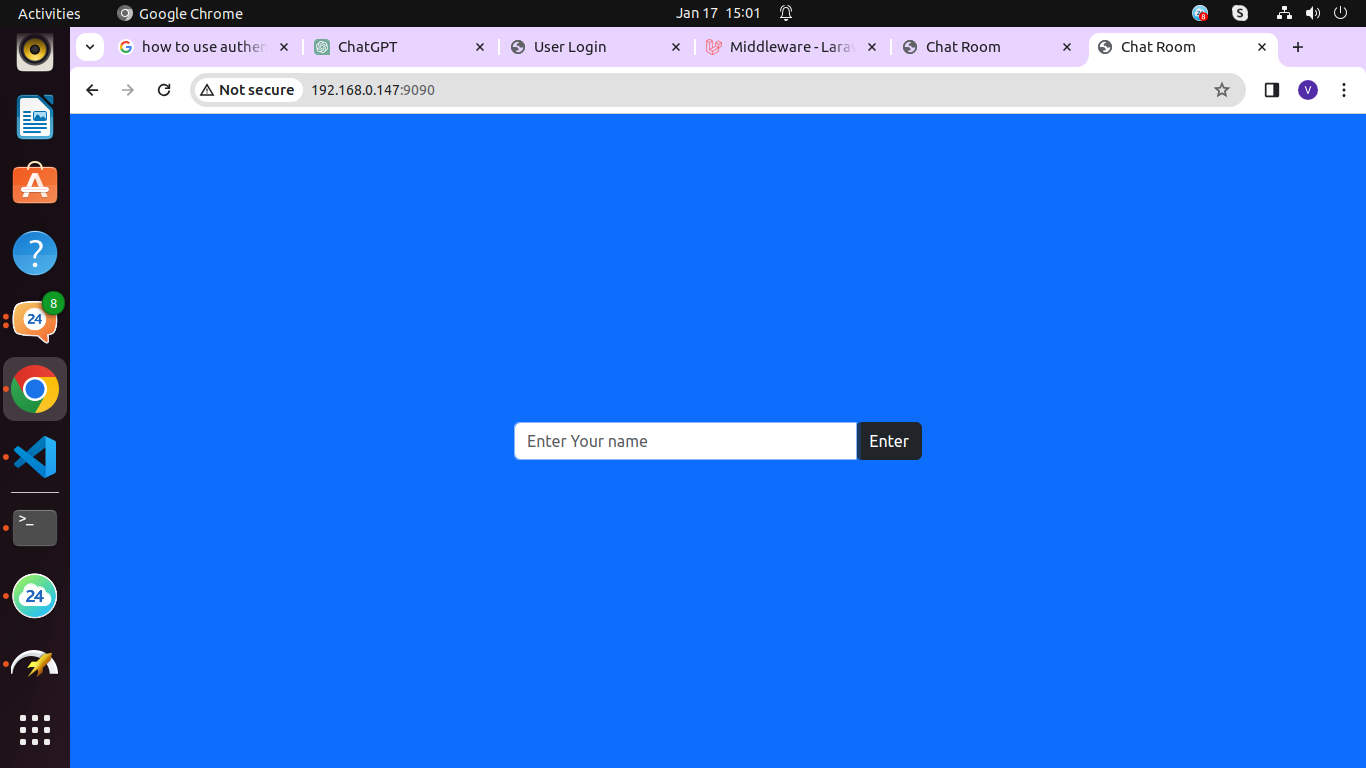 Activities Google Chrome Jan 17 15:01
how to use authen ChatGPT User Login Middleware - Larav Chat Room Chat Room
Not secure 192.168.0.147:9090 V
8
24
Enter Your name Enter
>_
24